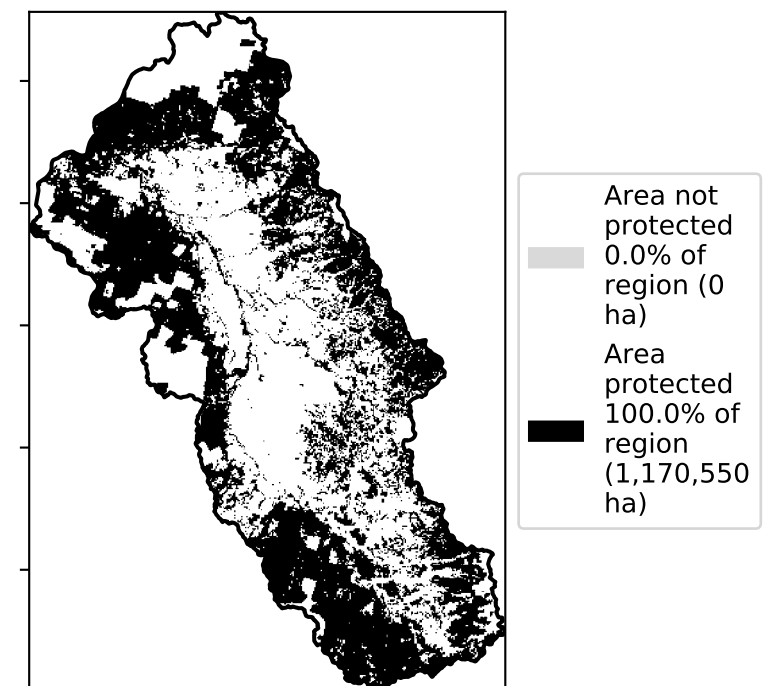 Area not
protected
0.0% of
region (0
ha)
Area
protected
100.0% of
region
(1,170,550
ha)